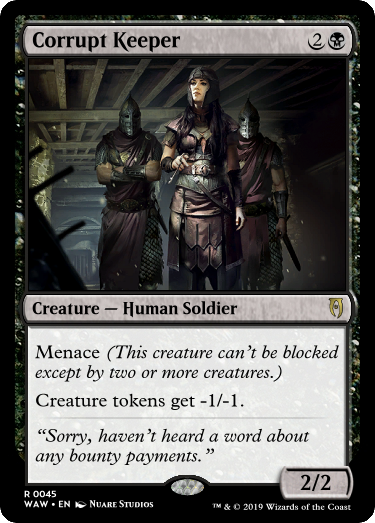 Corrupt Keeper 2
Creature — Human Soldier
Menace (This creature can't be blocked
except by two or more creatures.)
Creature tokens get -1/-1.
“Sorry, haven't heard a word about
any bounty payments.”
2/2
R 0045
WAW • EN Nuare Studios
™ & © 2019 Wizards of the Coast